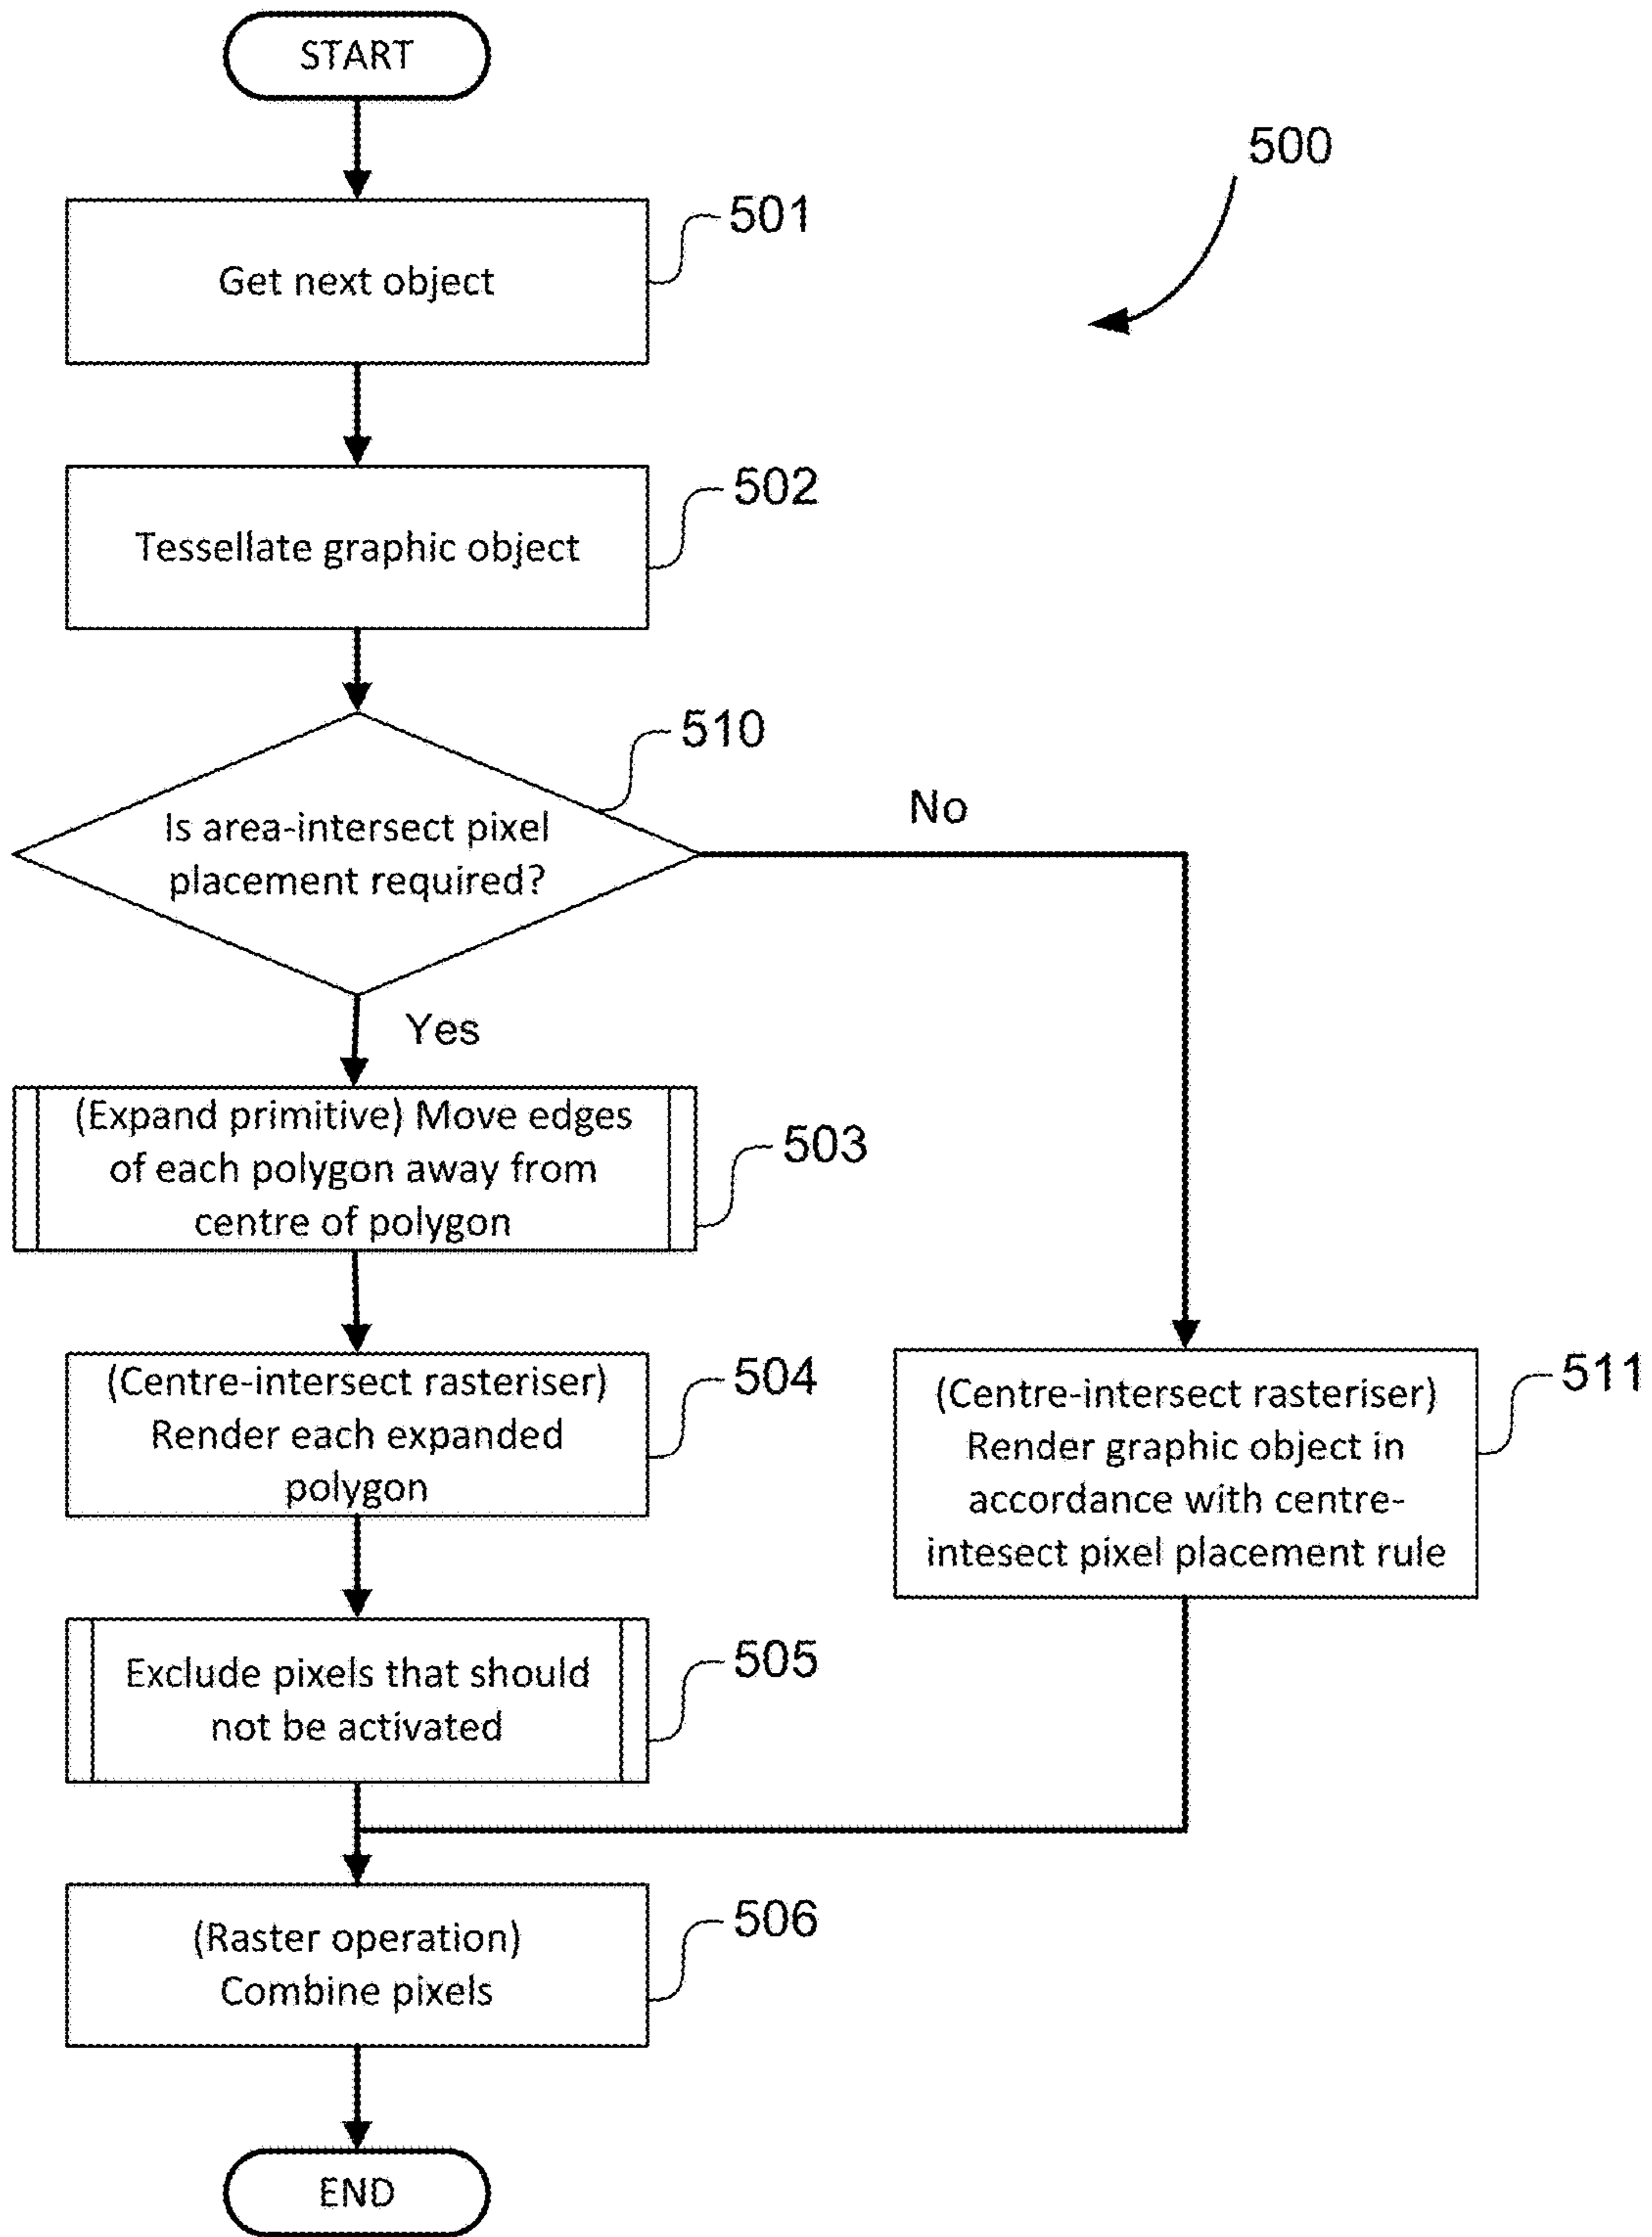 START
500
501
Get next object
502
Tessellate graphic object
510
Is area-intersect pixel
placement required?
No
Yes
(Expand primitive) Move edges
of each polygon away from
centre of polygon
503
(Centre-intersect rasteriser)
Render each expanded
polygon
504
(Centre-intersect rasteriser)
Render graphic object in
accordance with centre-
intesect pixel placement rule
511
Exclude pixels that should
not be activated
505
(Raster operation)
Combine pixels
506
END